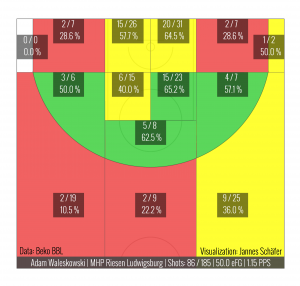 0 / 0
0.0 %
2 / 7
28.6 %
15 / 26
57.7 %
20 / 31
64.5 %
2 / 7
28.6 %
1 / 2
50.0 %
3 / 6
50.0 %
6 / 15
40.0 %
15 / 23
65.2 %
4 / 7
57.1 %
5 / 8
62.5 %
2 / 19
10.5 %
2 / 9
22.2 %
9 / 25
36.0 %
Data: Beko BBL
Visualization: Jannes Schäfer
Adam Waleskowski | MHP Riesen Ludwigsburg | Shots: 86 / 185 | 50.0 eFG | 1.15 PPS